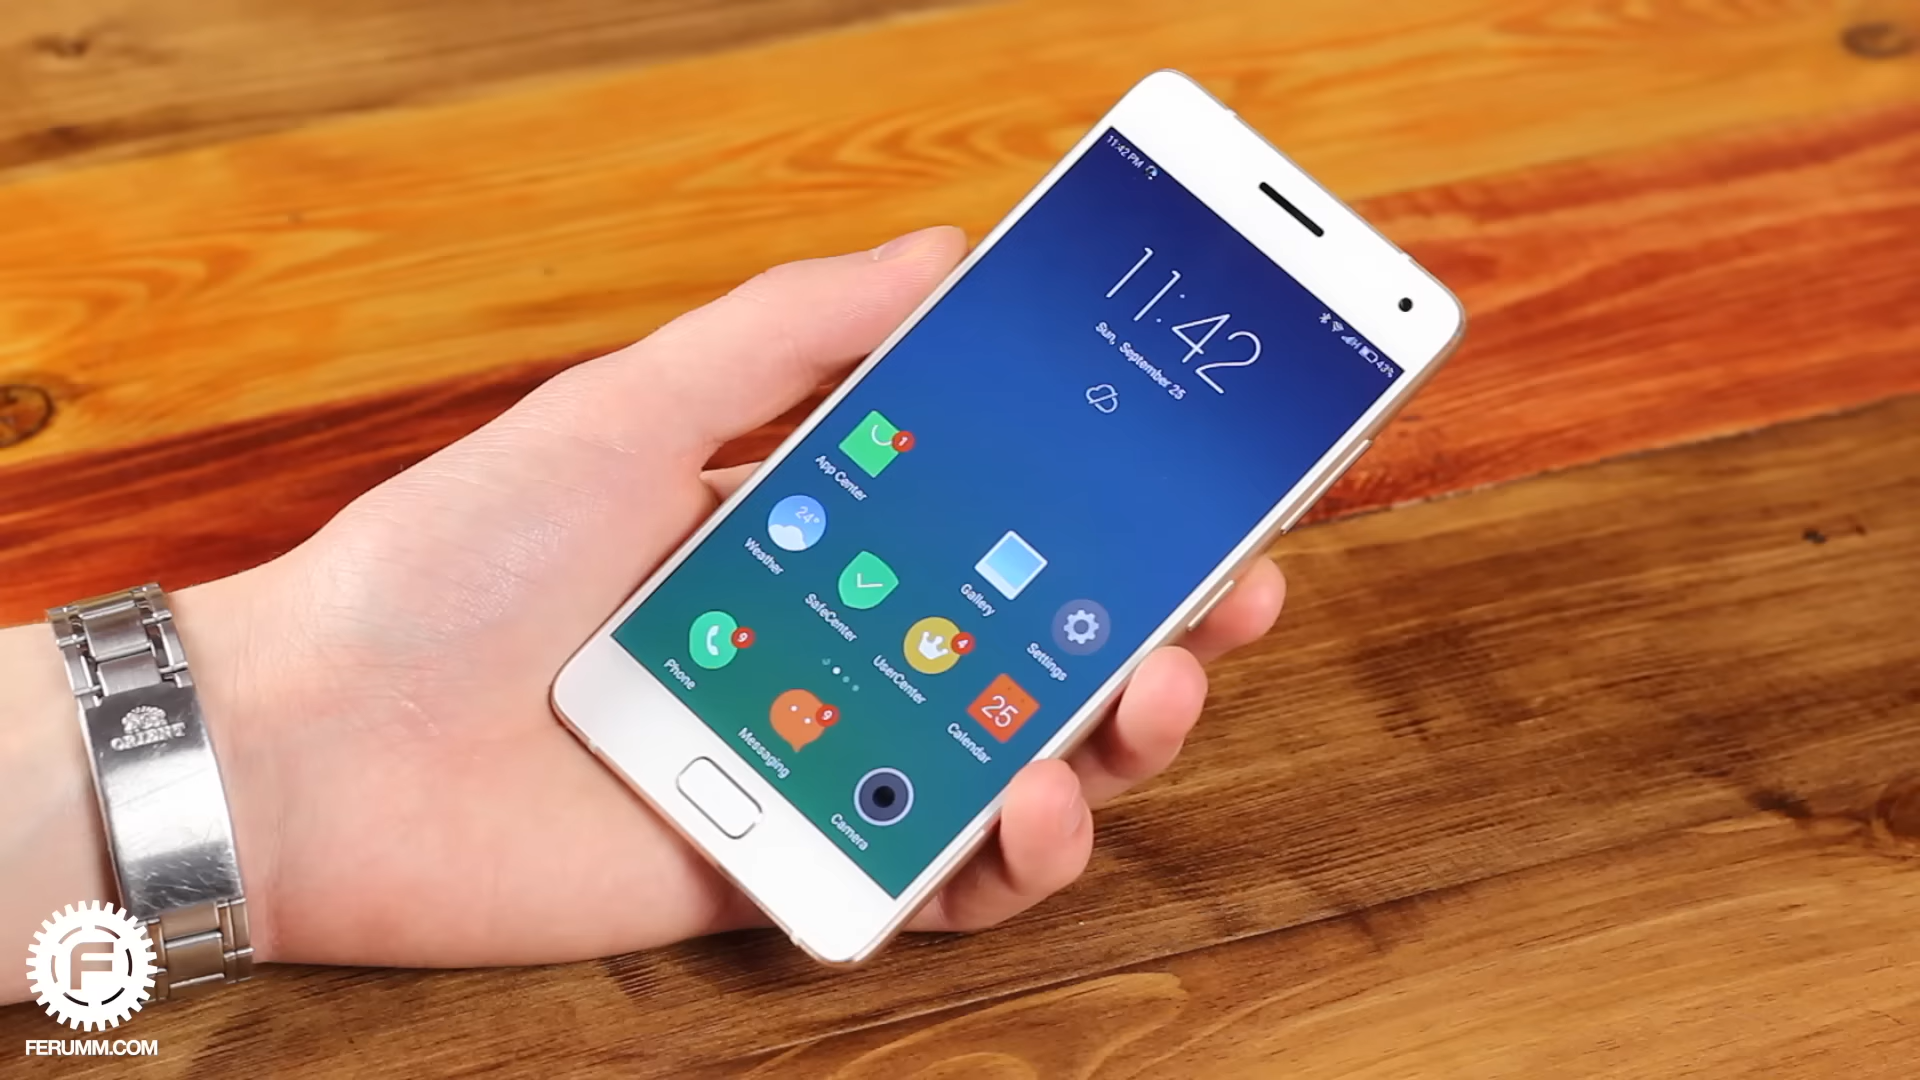 11:42 PM
43%
11:42
Sun, September 25
1
App Center
24°
Weather
SafeCenter
Gallery
4
UserCenter
Settings
9
Phone
9
Messaging
25
Calendar
Camera
ORIENT
F
FERUMM.COM